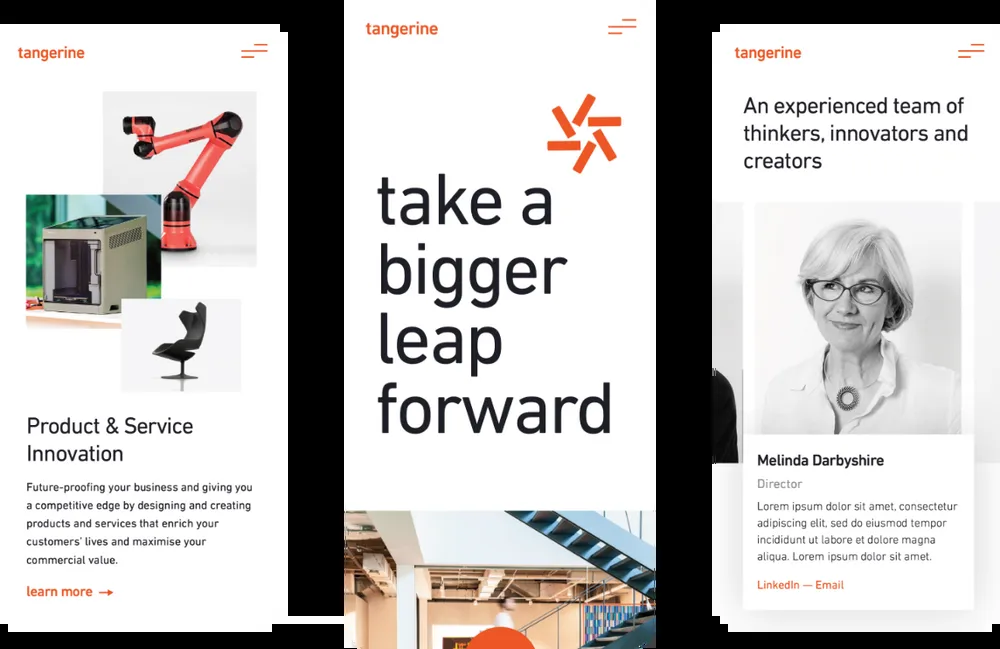 tangerine
Product & Service
Innovation
Future-proofing your business and giving you
a competitive edge by designing and creating
products and services that enrich your
customers' lives and maximise your
commercial value.
learn more →
tangerine
take a
bigger
leap
forward
tangerine
An experienced team of
thinkers, innovators and
creators
Melinda Darbyshire
Director
Lorem ipsum dolor sit amet, consectetur
adipiscing elit, sed do eiusmod tempor
incididunt ut labore et dolore magna
aliqua. Lorem ipsum dolor sit amet.
LinkedIn — Email